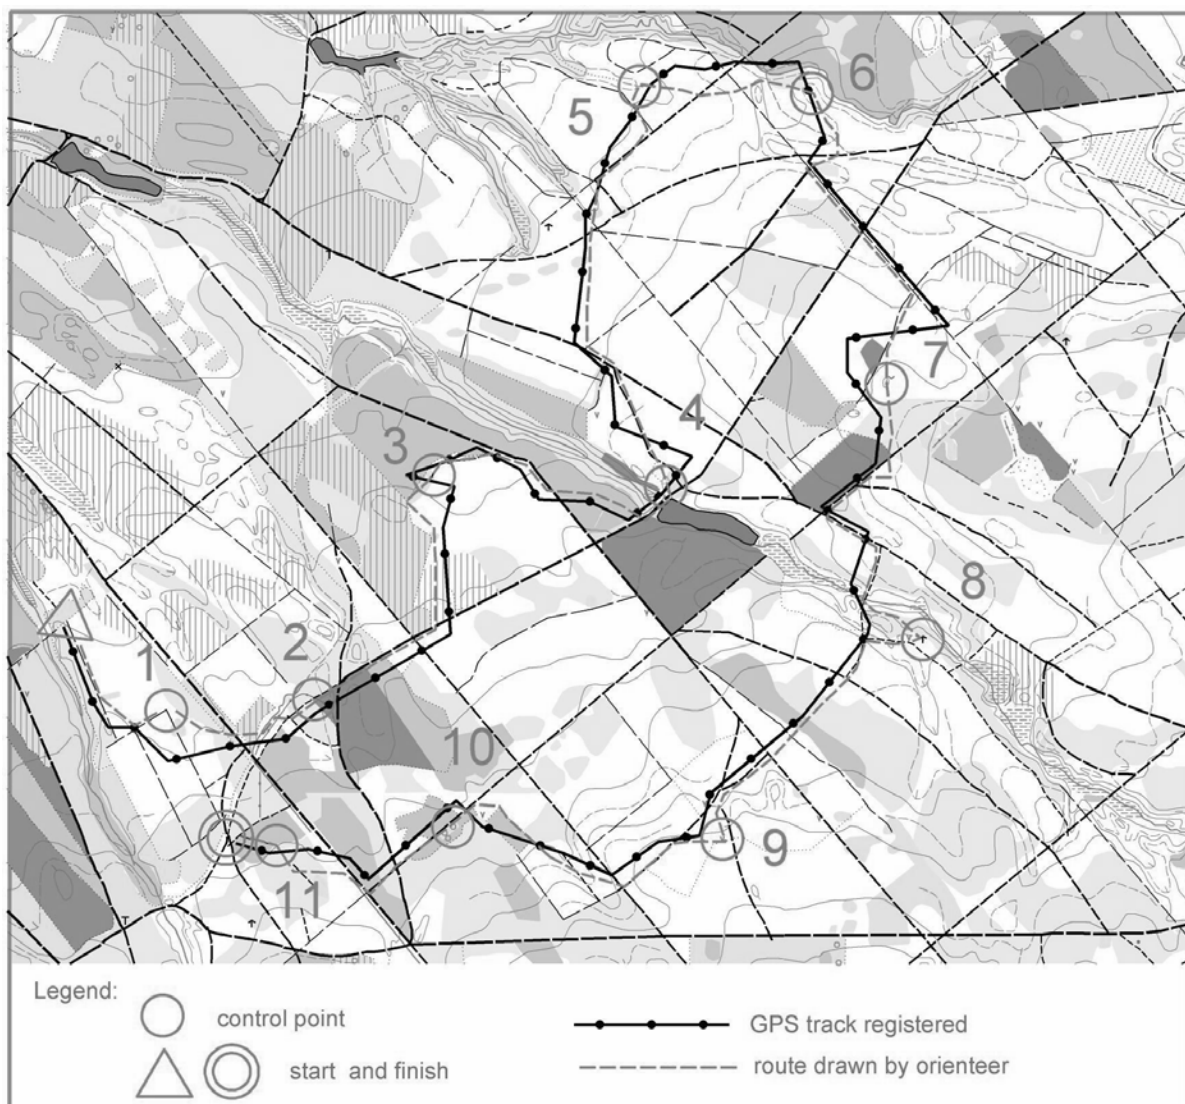 6
5
7
4
3
8
2
1
10
9
11
Legend:
control point
GPS track registered
start and finish
route drawn by orienteer